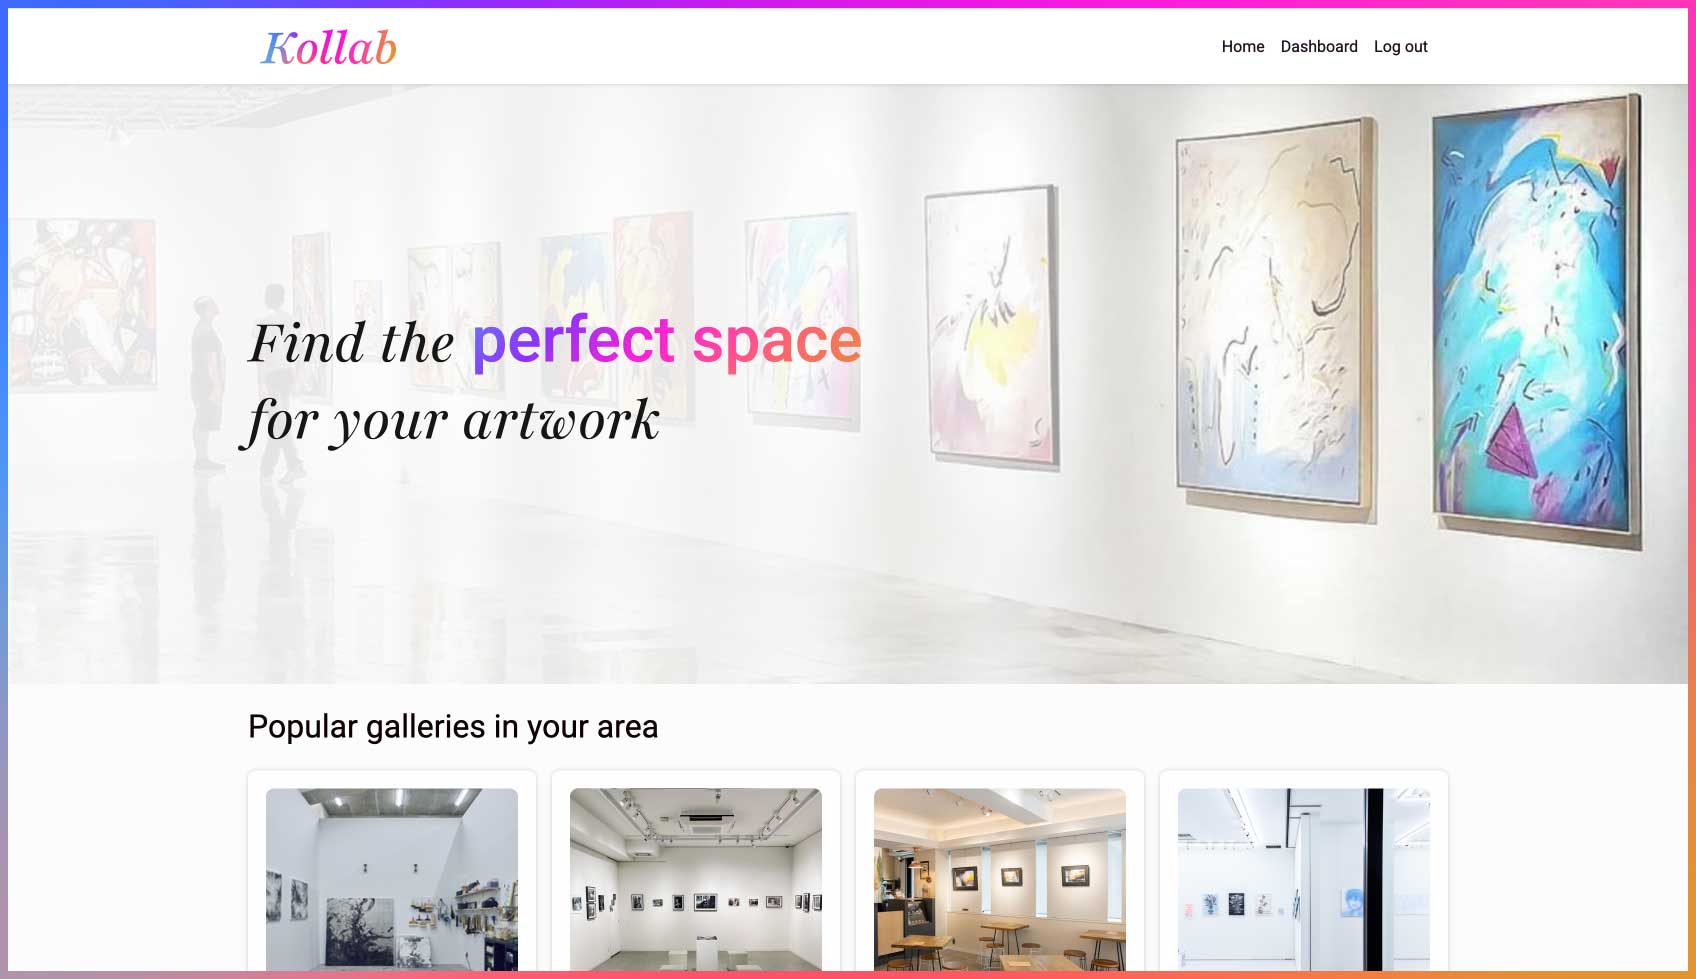 Kollab
Home Dashboard Log out
Find the perfect space
for your artwork
Popular galleries in your area